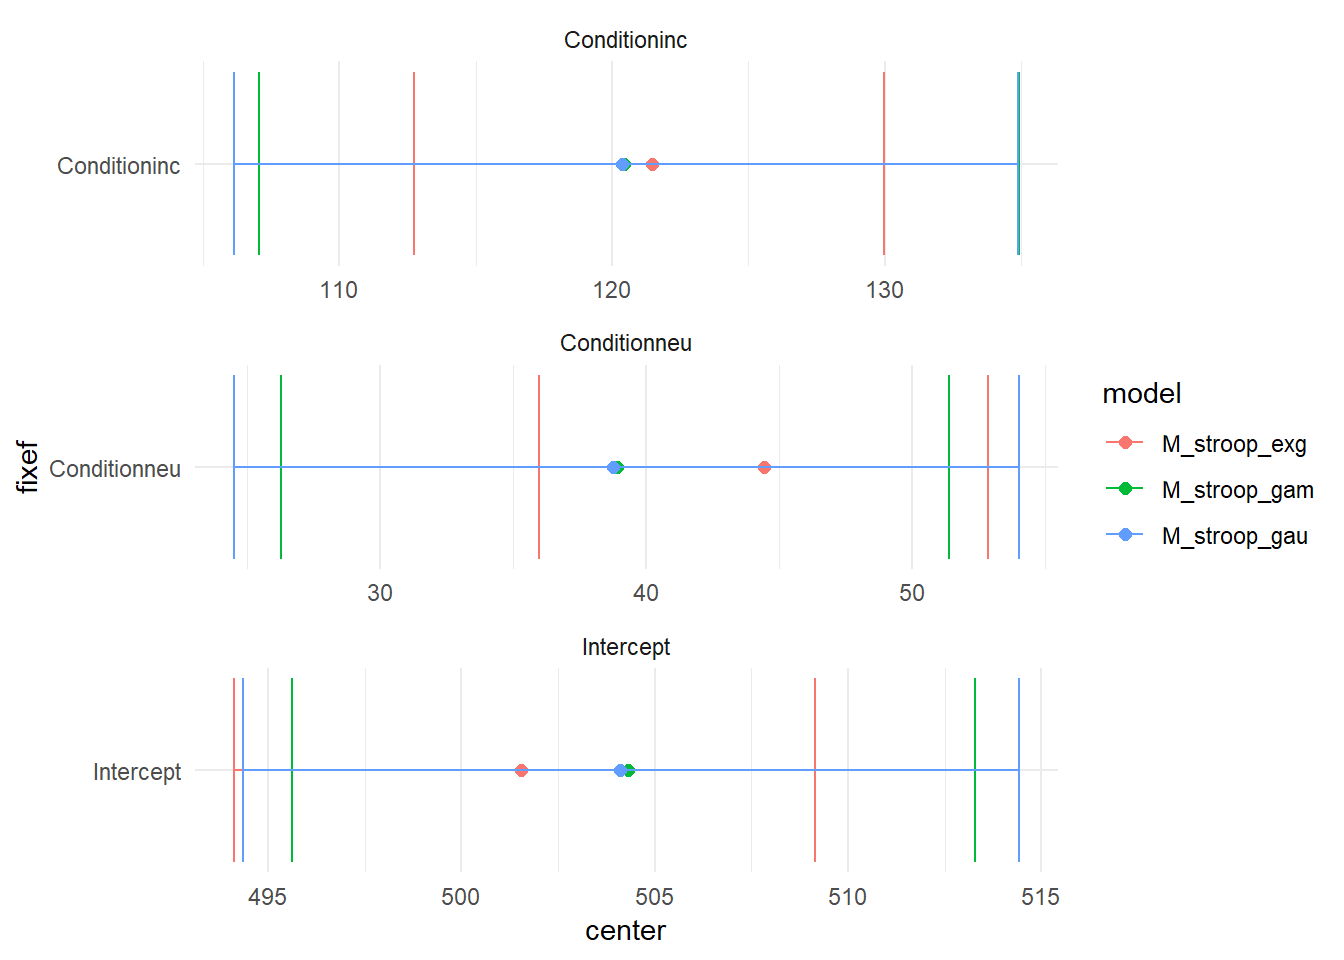 Conditioninc
Conditioninc
110 120 130
Conditionneu
Conditionneu
30 40 50
Intercept
Intercept
495 500 505 510 515
center
fixef
model
M_stroop_exg
M_stroop_gam
M_stroop_gau